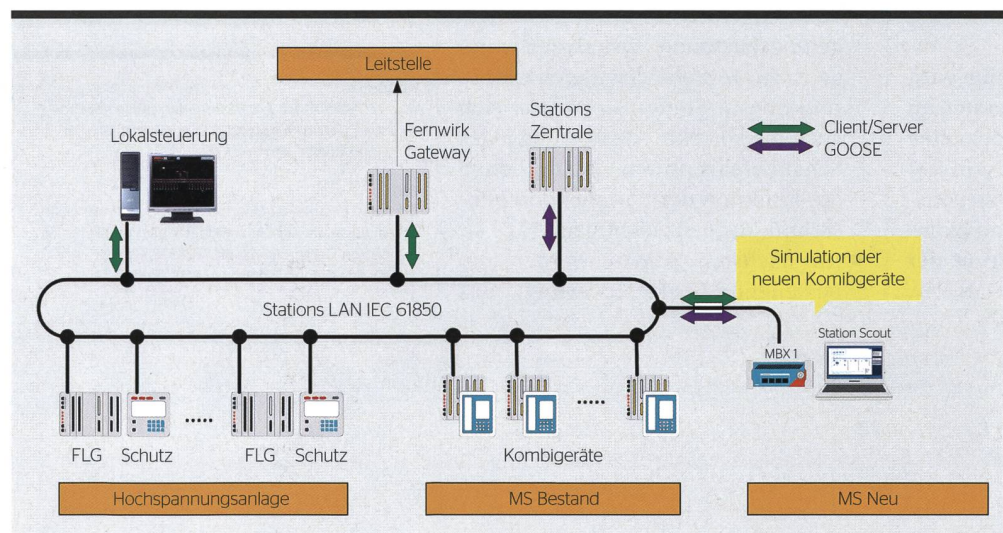 Leitstelle
Lokalsteuerung
Fernwirk
Gateway
Stations
Zentrale
Client/Server
GOOSE
Simulation der
neuen Komibgeräte
Stations LAN IEC 61850
MBX 1
Station Scout
.....
.....
.....
FLG
Schutz
FLG
Schutz
Kombigeräte
Hochspannungsanlage
MS Bestand
MS Neu